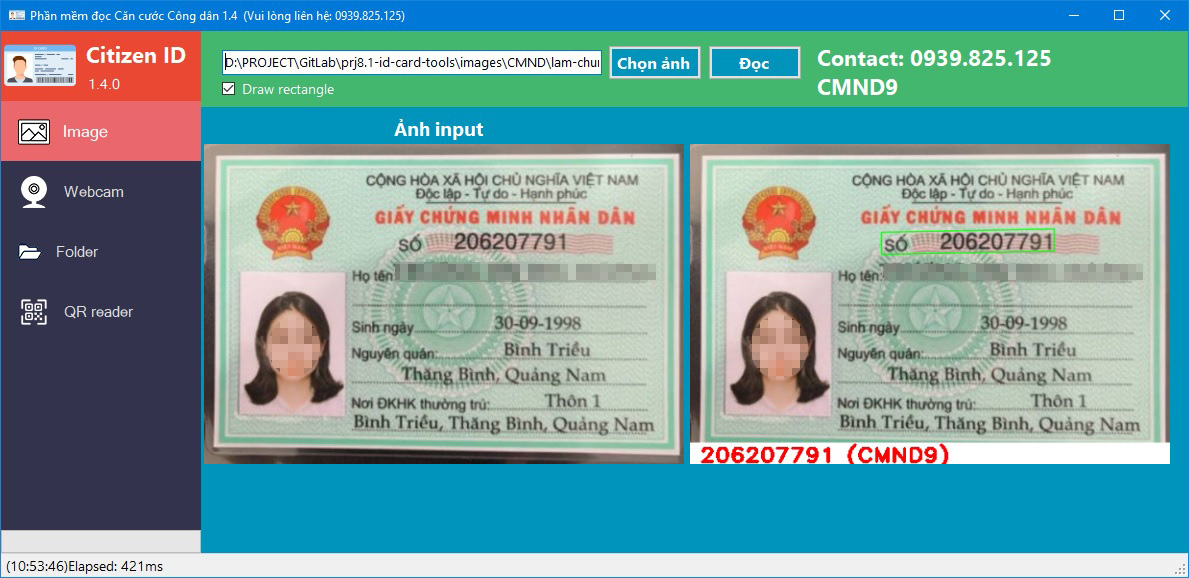 Phần mềm đọc Căn cước Công dân 1.4 (Vui lòng liên hệ: 0939.825.125)
Citizen ID
1.4.0
D:\PROJECT\GitLab\prj8.1-id-card-tools\images\CMND\lam-chu
Chọn ảnh
Đọc
Contact: 0939.825.125
CMND9
Draw rectangle
Image
Webcam
Folder
QR reader
Ảnh input
CỘNG HÒA XÃ HỘI CHỦ NGHĨA VIỆT NAM
Độc lập - Tự do - Hạnh phúc
GIẤY CHỨNG MINH NHÂN DÂN
SỐ 206207791
Họ tên:
Sinh ngày 30-09-1998
Nguyên quán: Bình Triều
Thăng Bình, Quảng Nam
Nơi ĐKHK thường trú: Thôn 1
Bình Triều, Thăng Bình, Quảng Nam
CỘNG HÒA XÃ HỘI CHỦ NGHĨA VIỆT NAM
Độc lập - Tự do - Hạnh phúc
GIẤY CHỨNG MINH NHÂN DÂN
SỐ 206207791
Họ tên:
Sinh ngày 30-09-1998
Nguyên quán: Bình Triều
Thăng Bình, Quảng Nam
Nơi ĐKHK thường trú: Thôn 1
Bình Triều, Thăng Bình, Quảng Nam
206207791 (CMND9)
(10:53:46)Elapsed: 421ms